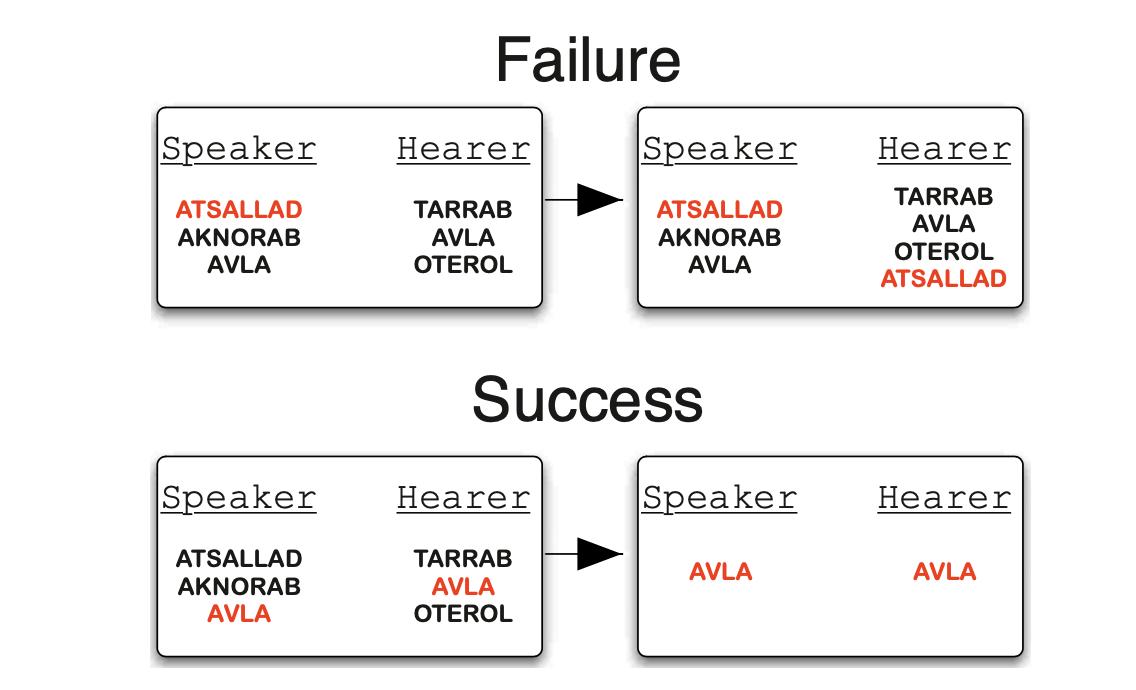 Failure
Speaker Hearer
ATSALLAD TARRAB
AKNORAB AVLA
AVLA OTEROL
Speaker Hearer
ATSALLAD TARRAB
AKNORAB AVLA
AVLA OTEROL
ATSALLAD
Success
Speaker Hearer
ATSALLAD TARRAB
AKNORAB AVLA
AVLA OTEROL
Speaker Hearer
AVLA AVLA